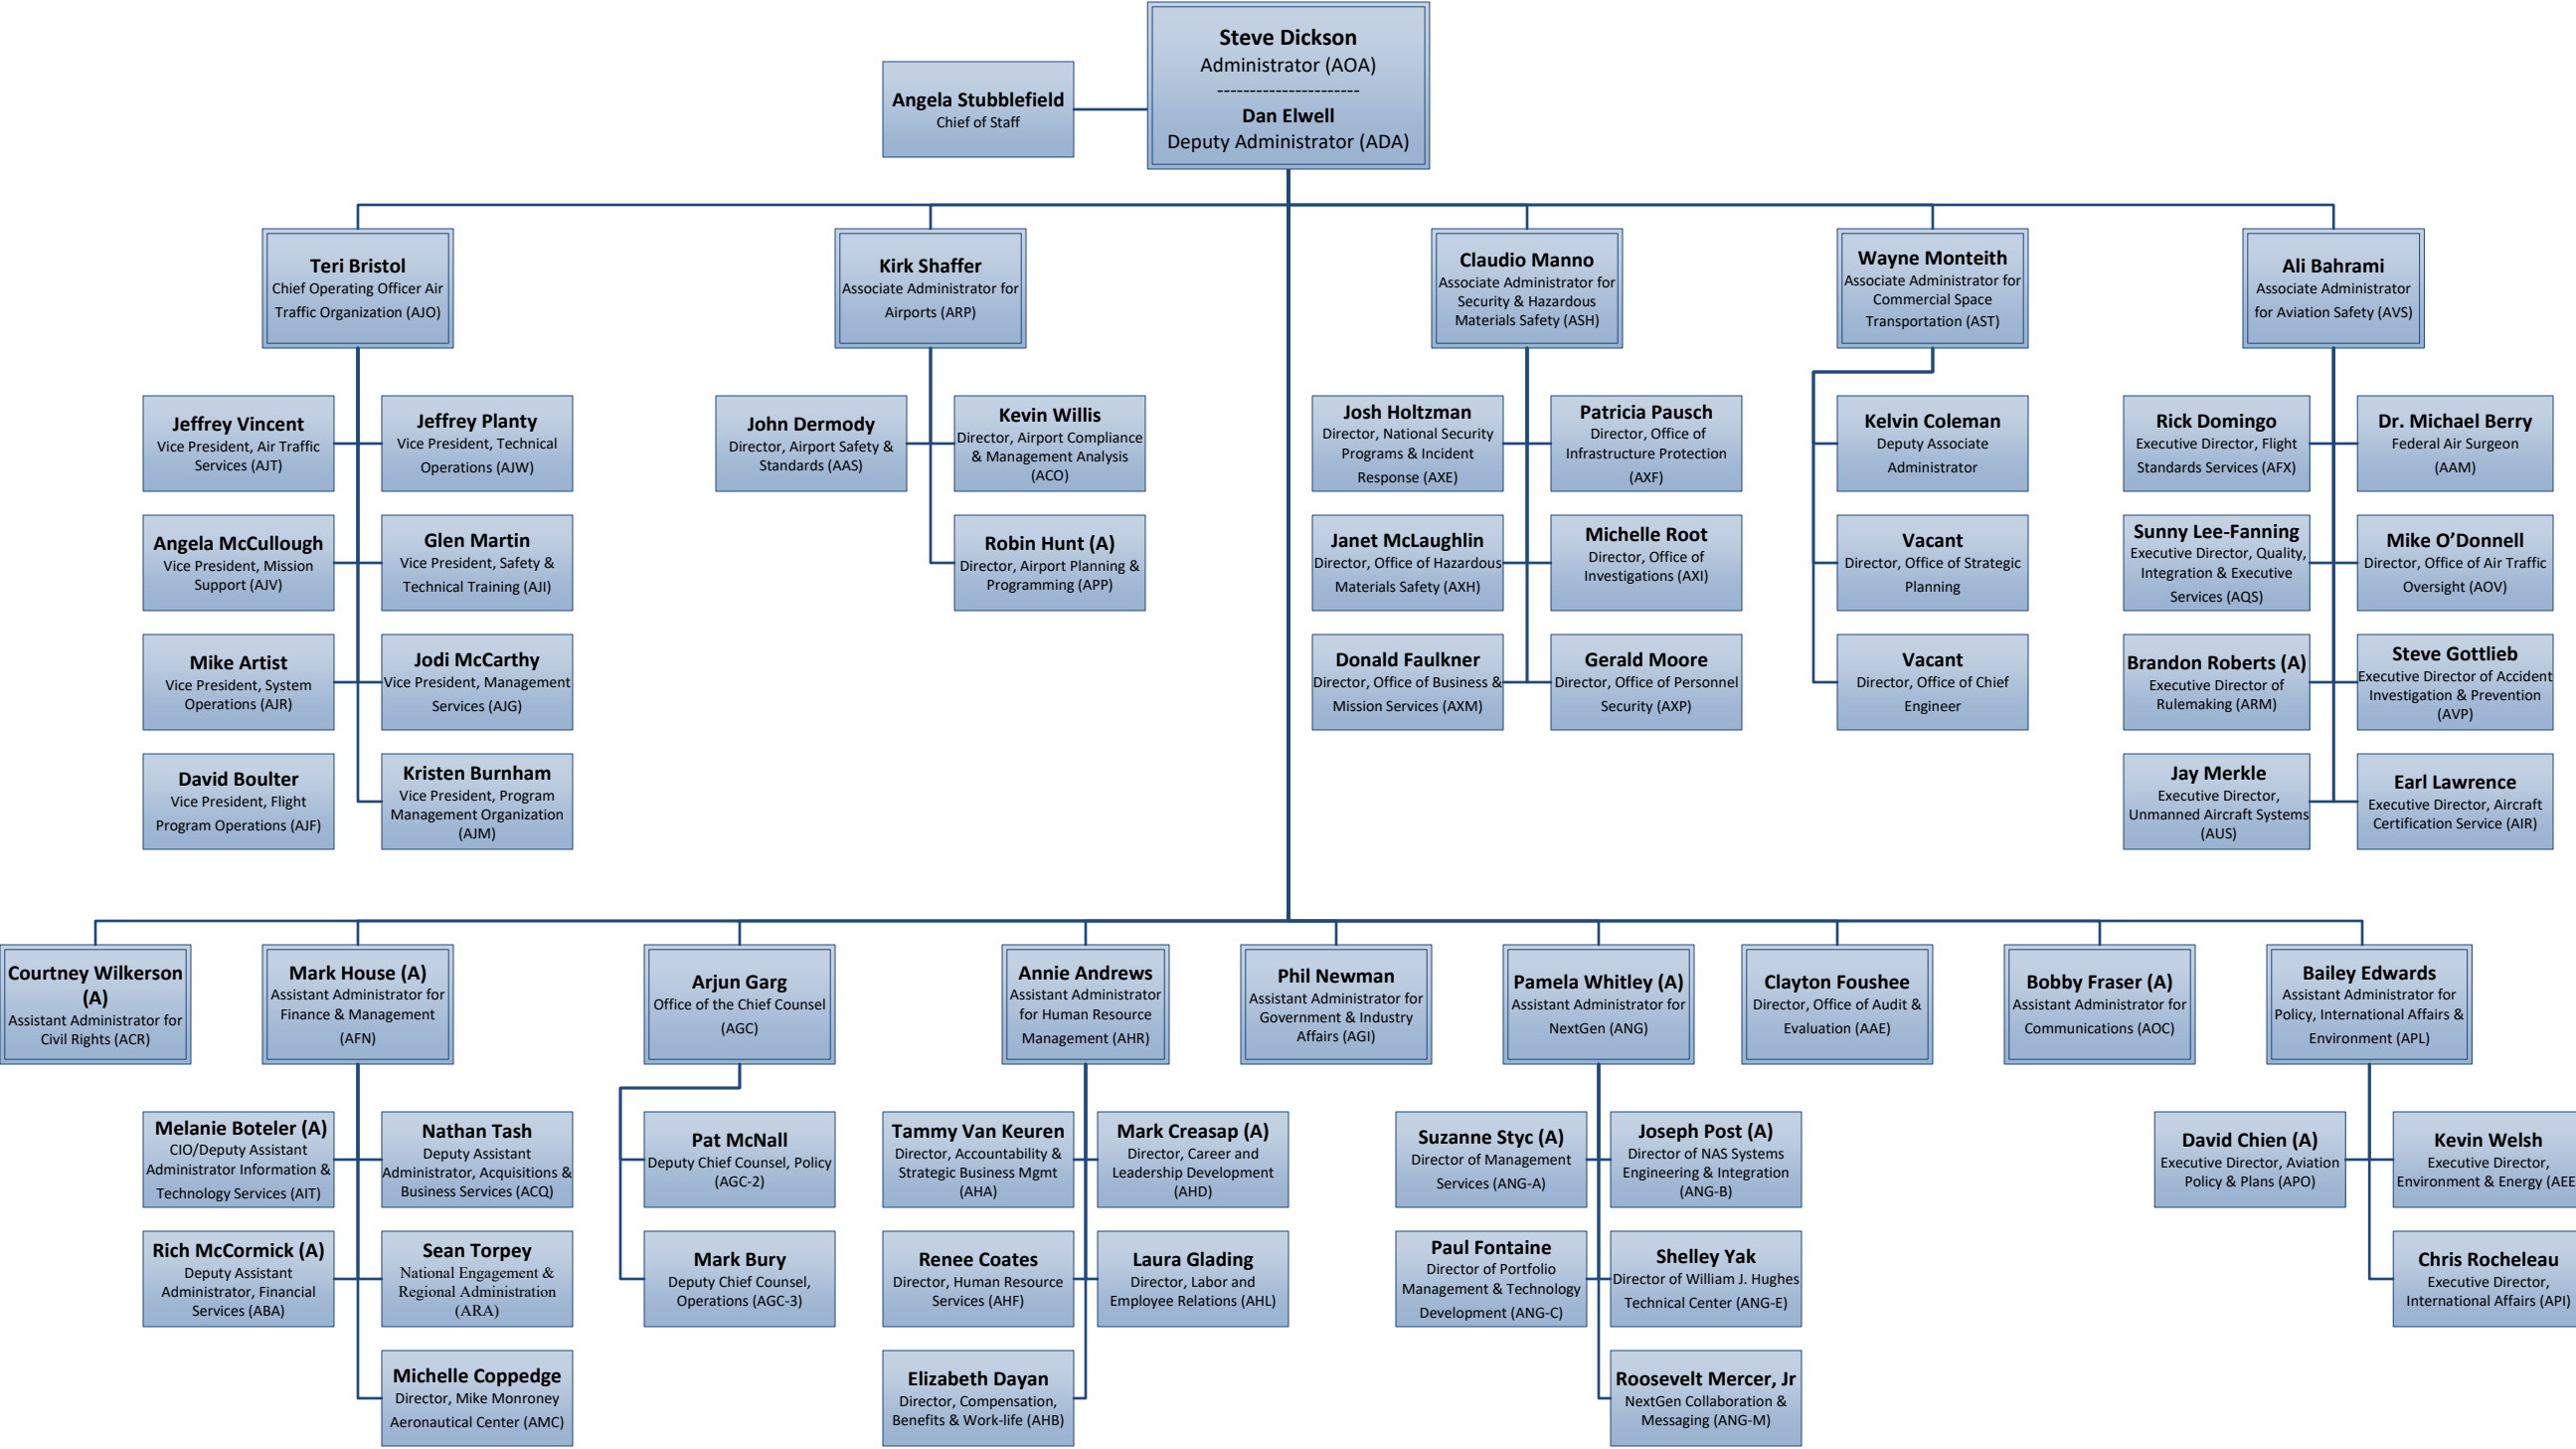 Steve Dickson
Administrator (AOA)
----------------------
Dan Elwell
Deputy Administrator (ADA)
Angela Stubblefield
Chief of Staff
Teri Bristol
Chief Operating Officer Air
Traffic Organization (AJO)
Kirk Shaffer
Associate Administrator for
Airports (ARP)
Claudio Manno
Associate Administrator for
Security & Hazardous
Materials Safety (ASH)
Wayne Monteith
Associate Administrator for
Commercial Space
Transportation (AST)
Ali Bahrami
Associate Administrator
for Aviation Safety (AVS)
Jeffrey Vincent
Vice President, Air Traffic
Services (AJT)
Jeffrey Planty
Vice President, Technical
Operations (AJW)
Angela McCullough
Vice President, Mission
Support (AJV)
Glen Martin
Vice President, Safety &
Technical Training (AJI)
Mike Artist
Vice President, System
Operations (AJR)
Jodi McCarthy
Vice President, Management
Services (AJG)
David Boulter
Vice President, Flight
Program Operations (AJF)
Kristen Burnham
Vice President, Program
Management Organization
(AJM)
John Dermody
Director, Airport Safety &
Standards (AAS)
Kevin Willis
Director, Airport Compliance
& Management Analysis
(ACO)
Robin Hunt (A)
Director, Airport Planning &
Programming (APP)
Josh Holtzman
Director, National Security
Programs & Incident
Response (AXE)
Patricia Pausch
Director, Office of
Infrastructure Protection
(AXF)
Janet McLaughlin
Director, Office of Hazardous
Materials Safety (AXH)
Michelle Root
Director, Office of
Investigations (AXI)
Donald Faulkner
Director, Office of Business &
Mission Services (AXM)
Gerald Moore
Director, Office of Personnel
Security (AXP)
Kelvin Coleman
Deputy Associate
Administrator
Vacant
Director, Office of Strategic
Planning
Vacant
Director, Office of Chief
Engineer
Rick Domingo
Executive Director, Flight
Standards Services (AFX)
Dr. Michael Berry
Federal Air Surgeon
(AAM)
Sunny Lee-Fanning
Executive Director, Quality,
Integration & Executive
Services (AQS)
Mike O’Donnell
Director, Office of Air Traffic
Oversight (AOV)
Brandon Roberts (A)
Executive Director of
Rulemaking (ARM)
Steve Gottlieb
Executive Director of Accident
Investigation & Prevention
(AVP)
Jay Merkle
Executive Director,
Unmanned Aircraft Systems
(AUS)
Earl Lawrence
Executive Director, Aircraft
Certification Service (AIR)
Courtney Wilkerson
(A)
Assistant Administrator for
Civil Rights (ACR)
Mark House (A)
Assistant Administrator for
Finance & Management
(AFN)
Arjun Garg
Office of the Chief Counsel
(AGC)
Annie Andrews
Assistant Administrator
for Human Resource
Management (AHR)
Phil Newman
Assistant Administrator for
Government & Industry
Affairs (AGI)
Pamela Whitley (A)
Assistant Administrator for
NextGen (ANG)
Clayton Foushee
Director, Office of Audit &
Evaluation (AAE)
Bobby Fraser (A)
Assistant Administrator for
Communications (AOC)
Bailey Edwards
Assistant Administrator for
Policy, International Affairs &
Environment (APL)
Melanie Boteler (A)
CIO/Deputy Assistant
Administrator Information &
Technology Services (AIT)
Nathan Tash
Deputy Assistant
Administrator, Acquisitions &
Business Services (ACQ)
Rich McCormick (A)
Deputy Assistant
Administrator, Financial
Services (ABA)
Sean Torpey
National Engagement &
Regional Administration
(ARA)
Michelle Coppedge
Director, Mike Monroney
Aeronautical Center (AMC)
Pat McNall
Deputy Chief Counsel, Policy
(AGC-2)
Mark Bury
Deputy Chief Counsel,
Operations (AGC-3)
Tammy Van Keuren
Director, Accountability &
Strategic Business Mgmt
(AHA)
Mark Creasap (A)
Director, Career and
Leadership Development
(AHD)
Renee Coates
Director, Human Resource
Services (AHF)
Laura Glading
Director, Labor and
Employee Relations (AHL)
Elizabeth Dayan
Director, Compensation,
Benefits & Work-life (AHB)
Suzanne Styc (A)
Director of Management
Services (ANG-A)
Joseph Post (A)
Director of NAS Systems
Engineering & Integration
(ANG-B)
Paul Fontaine
Director of Portfolio
Management & Technology
Development (ANG-C)
Shelley Yak
Director of William J. Hughes
Technical Center (ANG-E)
Roosevelt Mercer, Jr
NextGen Collaboration &
Messaging (ANG-M)
David Chien (A)
Executive Director, Aviation
Policy & Plans (APO)
Kevin Welsh
Executive Director,
Environment & Energy (AEE
Chris Rocheleau
Executive Director,
International Affairs (API)